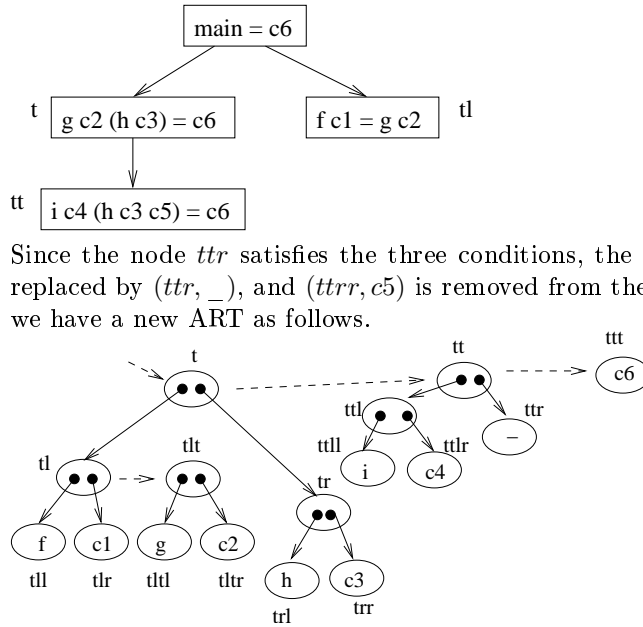 main = c6
t
g c2 (h c3) = c6
f c1 = g c2
tl
tt
i c4 (h c3 c5) = c6
Since the node ttr satisfies the three conditions, the
replaced by (ttr, _), and (ttrr, c5) is removed from the
we have a new ART as follows.
t
tt
ttt
c6
ttl
ttr
ttll
ttlr
–
tl
tlt
i
c4
tr
f
c1
g
c2
tll
tlr
tltl
tltr
h
c3
trl
trr